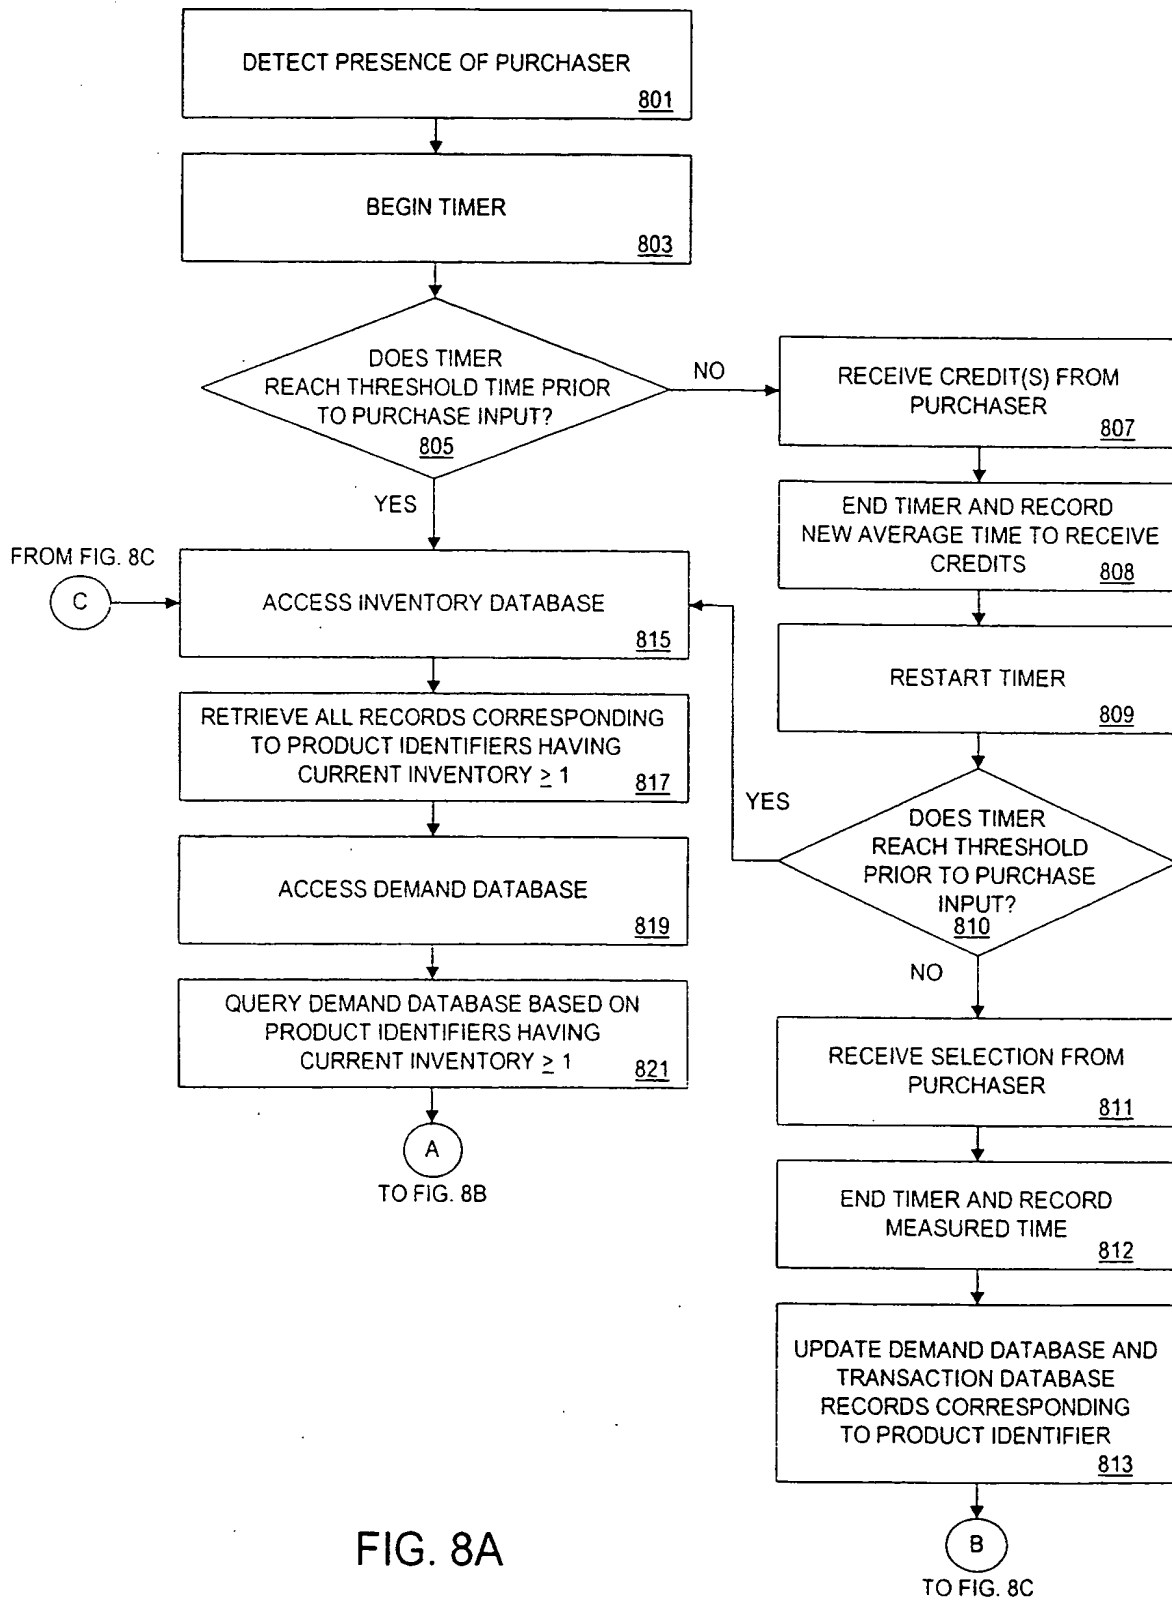 DETECT PRESENCE OF PURCHASER
801
BEGIN TIMER
803
DOES TIMER
REACH THRESHOLD TIME PRIOR
TO PURCHASE INPUT?
805
NO
YES
RECEIVE CREDIT(S) FROM
PURCHASER
807
END TIMER AND RECORD
NEW AVERAGE TIME TO RECEIVE
CREDITS
808
RESTART TIMER
809
DOES TIMER
REACH THRESHOLD
PRIOR TO PURCHASE
INPUT?
810
YES
NO
FROM FIG. 8C
C
ACCESS INVENTORY DATABASE
815
RETRIEVE ALL RECORDS CORRESPONDING
TO PRODUCT IDENTIFIERS HAVING
CURRENT INVENTORY ≥ 1
817
ACCESS DEMAND DATABASE
819
QUERY DEMAND DATABASE BASED ON
PRODUCT IDENTIFIERS HAVING
CURRENT INVENTORY ≥ 1
821
A
TO FIG. 8B
RECEIVE SELECTION FROM
PURCHASER
811
END TIMER AND RECORD
MEASURED TIME
812
UPDATE DEMAND DATABASE AND
TRANSACTION DATABASE
RECORDS CORRESPONDING
TO PRODUCT IDENTIFIER
813
B
TO FIG. 8C
FIG. 8A